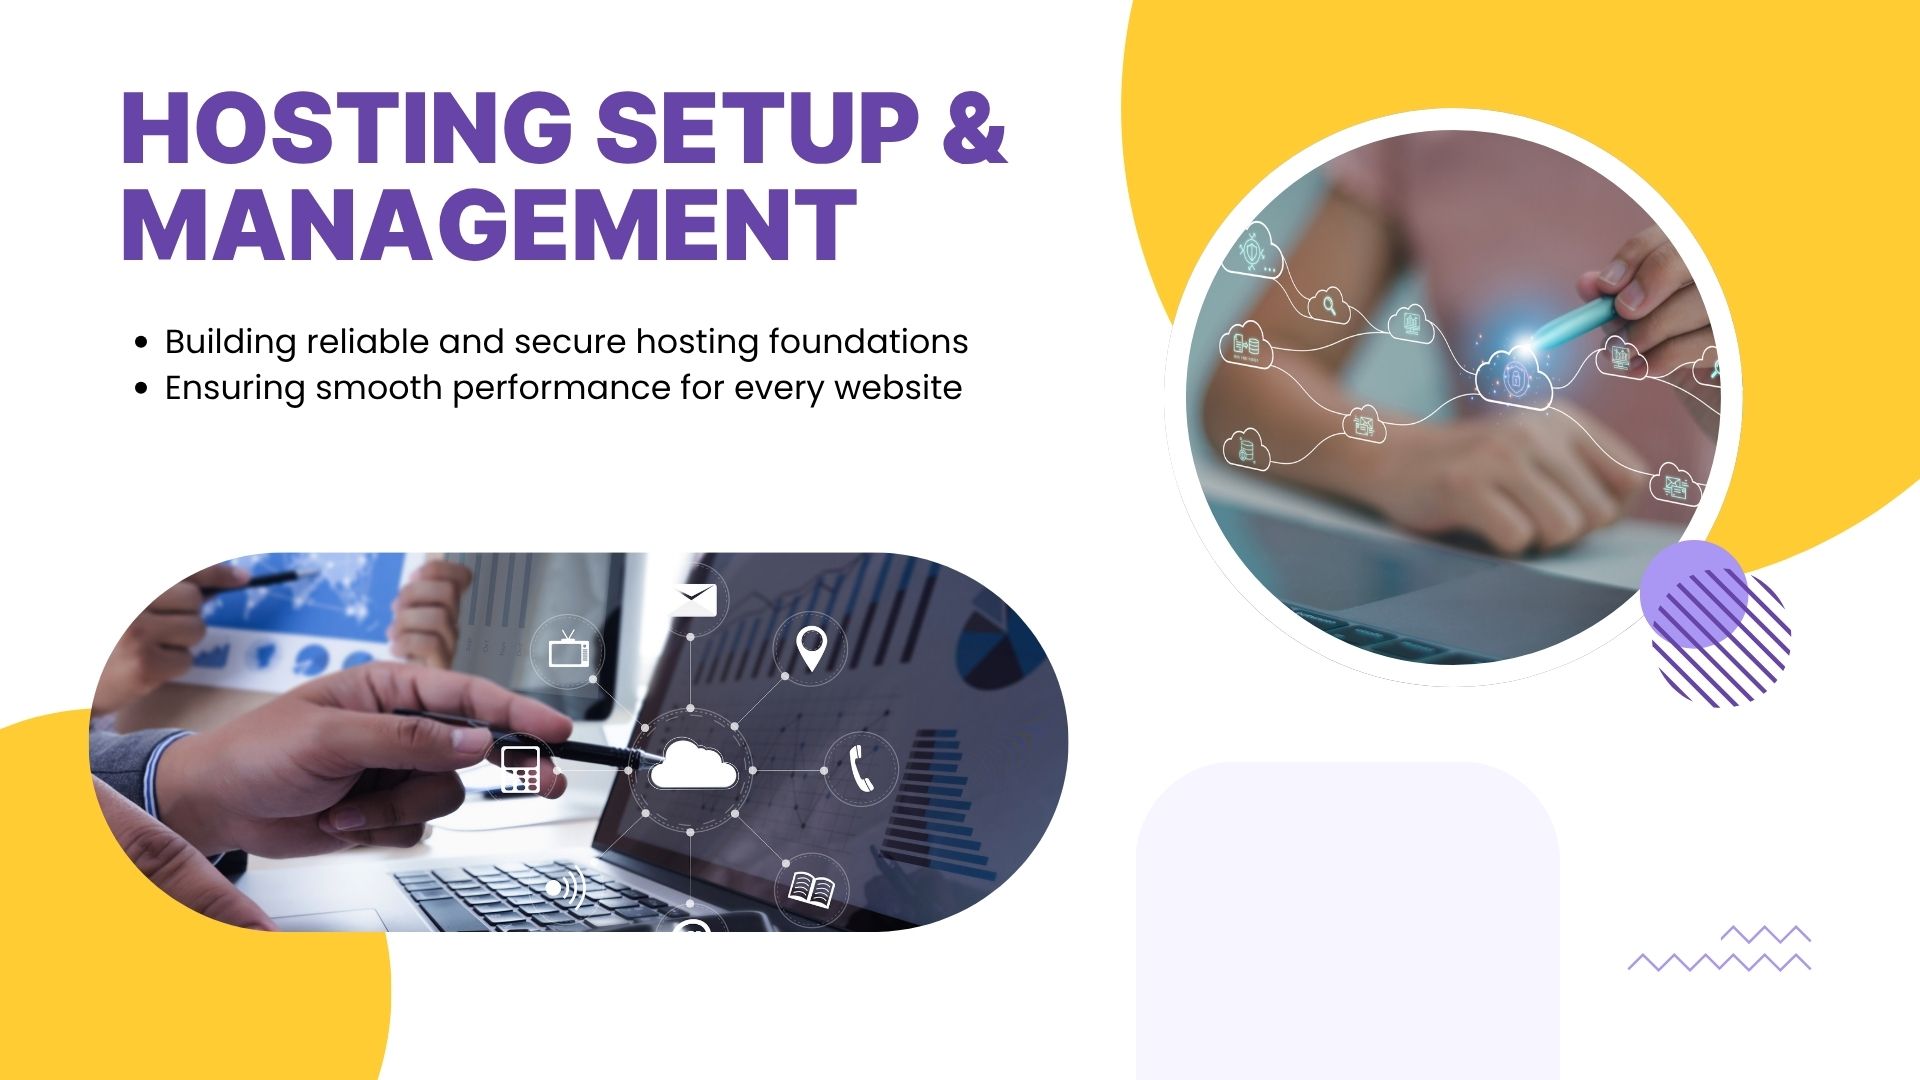 HOSTING SETUP &
MANAGEMENT
• Building reliable and secure hosting foundations
• Ensuring smooth performance for every website